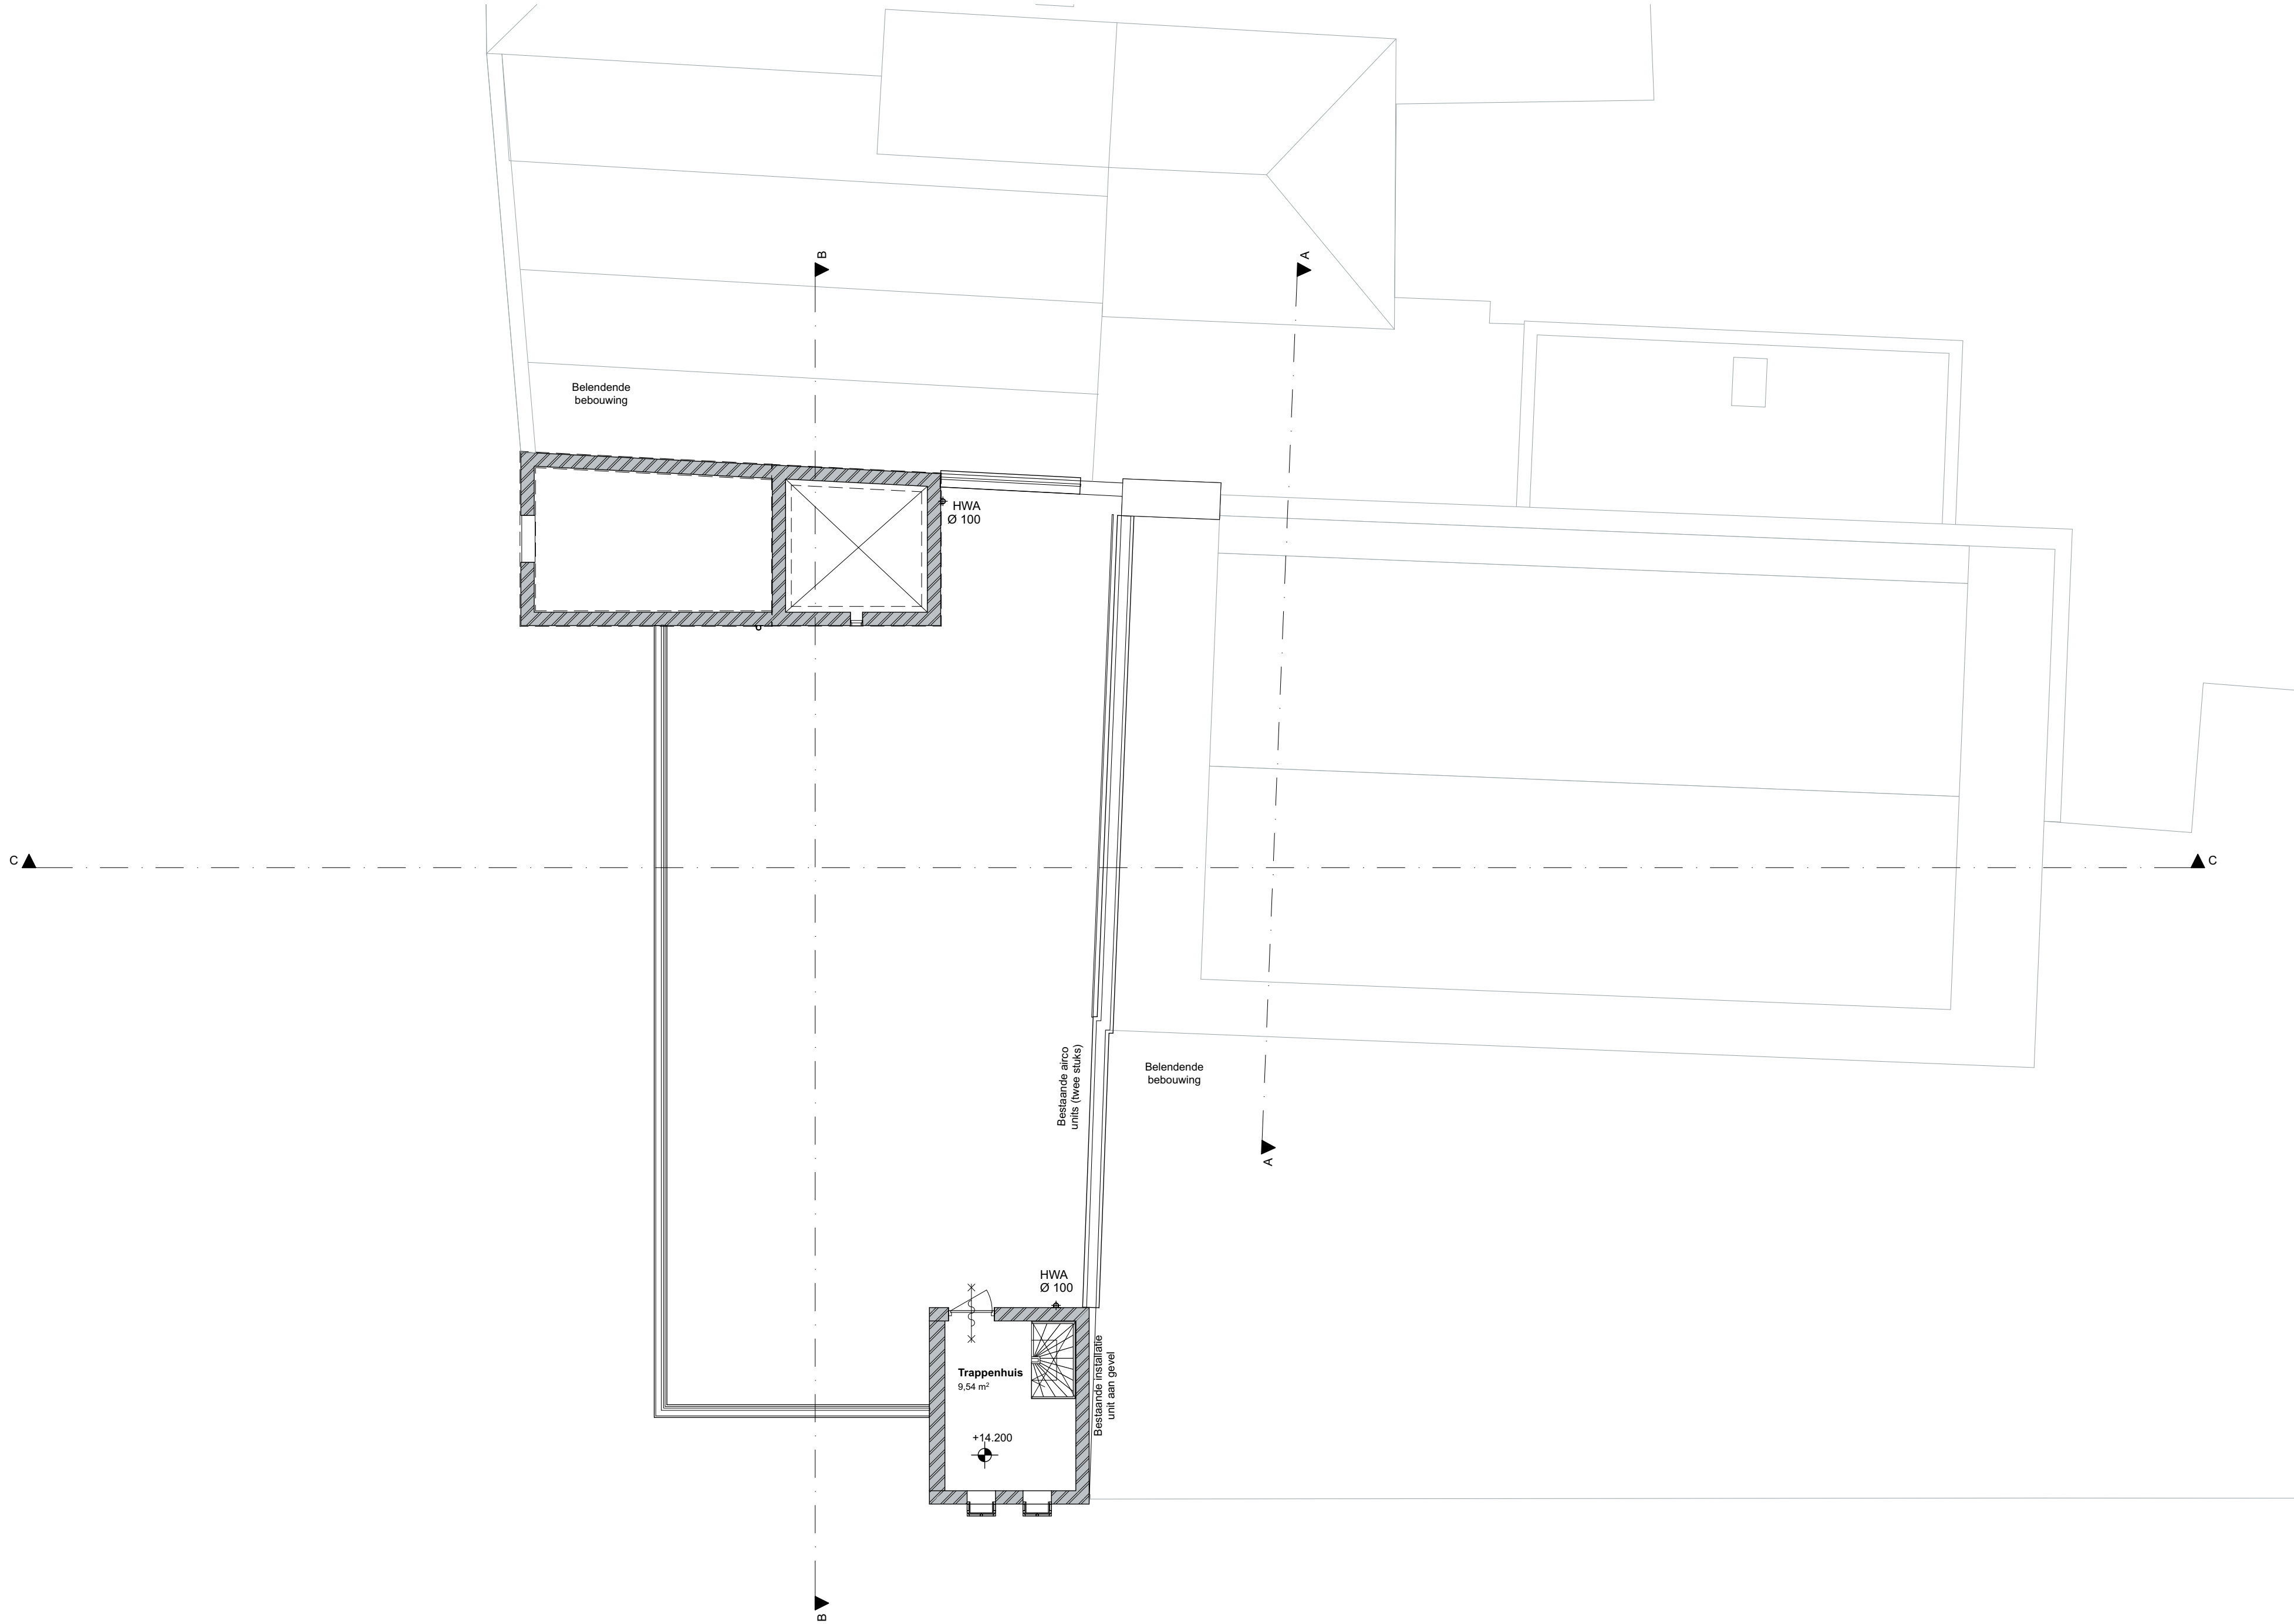 B
A
Belendende
bebouwing
HWA
Ø 100
C
C
Bestaande airco
units (twee stuks)
Belendende
bebouwing
A
HWA
Ø 100
Bestaande installatie
unit aan gevel
Trappenhuis
9,54 m²
+14.200
B